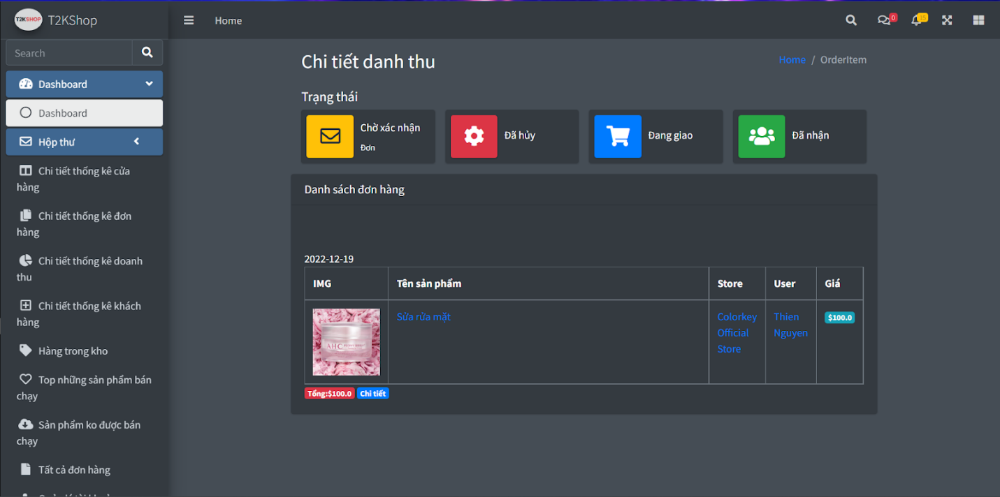 T2KSHOP T2KShop
Home
0
15
Search
Dashboard
Dashboard
Hộp thư
Chi tiết thống kê cửa
hàng
Chi tiết thống kê đơn
hàng
Chi tiết thống kê doanh
thu
Chi tiết thống kê khách
hàng
Hàng trong kho
Top những sản phẩm bán
chạy
Sản phẩm ko được bán
chạy
Tất cả đơn hàng
Chi tiết danh thu
Home / OrderItem
Trạng thái
Chờ xác nhận
Đơn
Đã hủy
Đang giao
Đã nhận
Danh sách đơn hàng
2022-12-19
IMG Tên sản phẩm Store User Giá
AHC
Sửa rửa mặt
Colorkey
Official
Store
Thien
Nguyen
$100.0
Tổng:$100.0 Chi tiết